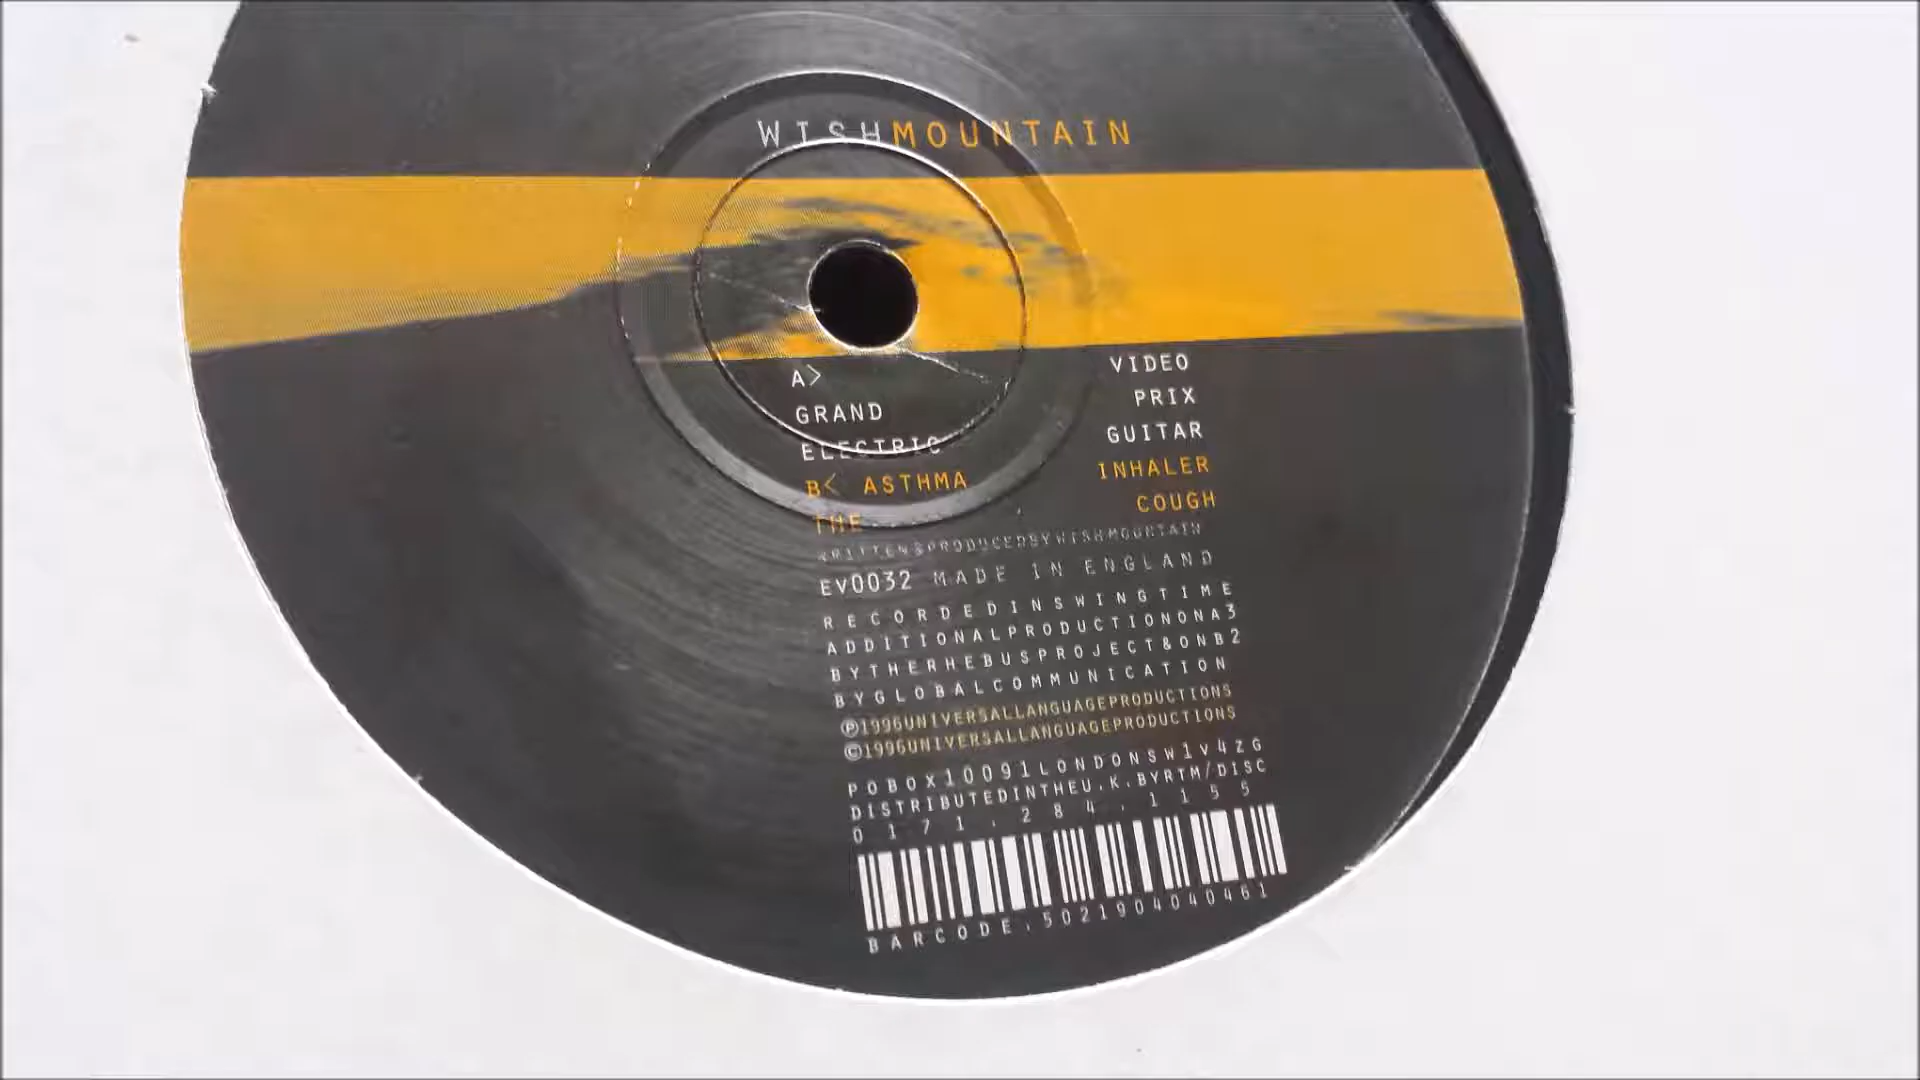 WISHMOUNTAIN
A> VIDEO
GRAND PRIX
ELECTRIC GUITAR
B< ASTHMA INHALER
THE COUGH
WRITTEN&PRODUCEDBYWISHMOUNTAIN
EVO032 MADE IN ENGLAND
RECORDEDINSWINGTIME
ADDITIONALPRODUCTIONONA3
BYTHERHEBUSPROJECT&ONB2
BYGLOBALCOMMUNICATION
℗1996UNIVERSALLANGUAGEPRODUCTIONS
©1996UNIVERSALLANGUAGEPRODUCTIONS
POBOX10091LONDONSW1V4ZG
DISTRIBUTEDINTHEU.K.BYRTM/DISC
0171.284.1155
BARCODE.5021904040461